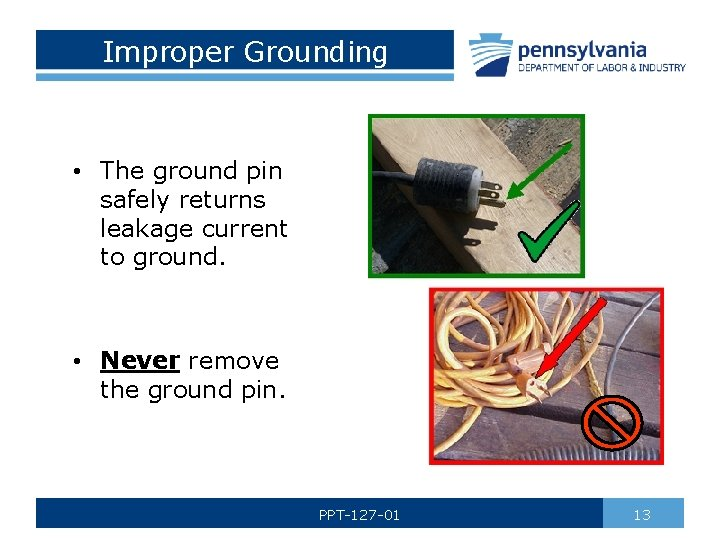 Improper Grounding
pennsylvania
DEPARTMENT OF LABOR & INDUSTRY
• The ground pin
safely returns
leakage current
to ground.
• Never remove
the ground pin.
PPT-127-01
13